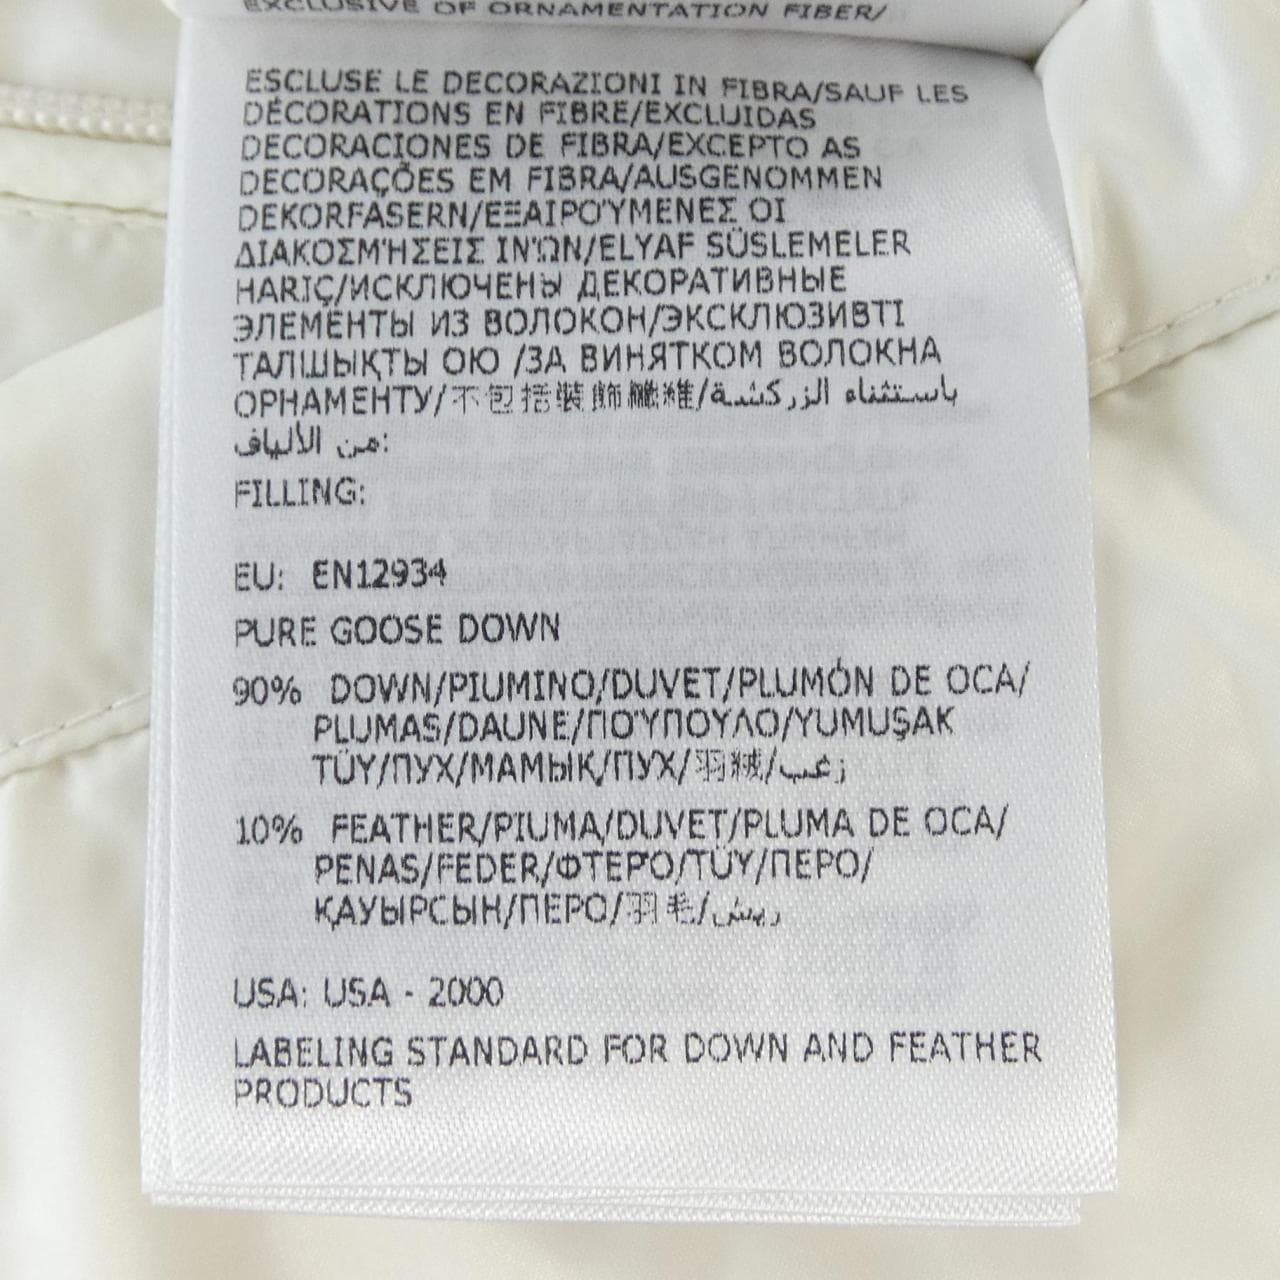 EXCLUSIVE OF ORNAMENTATION FIBER/
ESCLUSE LE DECORAZIONI IN FIBRA/SAUF LES
DÉCORATIONS EN FIBRE/EXCLUIDAS
DECORACIONES DE FIBRA/EXCEPTO AS
DECORAÇÕES EM FIBRA/AUSGENOMMEN
DEKORFASERN/ΕΞΑΙΡΟΎΜΕΝΕΣ ΟΙ
ΔΙΑΚΟΣΜΉΣΕΙΣ ΙΝΏΝ/ELYAF SÜSLEMELER
HARIÇ/ИСКЛЮЧЕНЫ ДЕКОРАТИВНЫЕ
ЭЛЕМЕНТЫ ИЗ ВОЛОКОН/ЭКСКЛЮЗИВТІ
ТАЛШЫҚТЫ ОЮ /ЗА ВИНЯТКОМ ВОЛОКНА
ОРНАМЕНТУ/不包括裝飾纖維/باستثناء الزركشة
من الألياف:
FILLING:
EU: EN12934
PURE GOOSE DOWN
90% DOWN/PIUMINO/DUVET/PLUMÓN DE OCA/
PLUMAS/DAUNE/ΠΟΎΠΟΥΛΟ/YUMUŞAK
TÜY/ПУХ/МАМЫҚ/ПУХ/羽絨/زغب
10% FEATHER/PIUMA/DUVET/PLUMA DE OCA/
PENAS/FEDER/ΦΤΕΡΌ/TÜY/ПЕРО/
ҚАУЫРСЫН/ПЕРО/羽毛/ريش
USA: USA - 2000
LABELING STANDARD FOR DOWN AND FEATHER
PRODUCTS